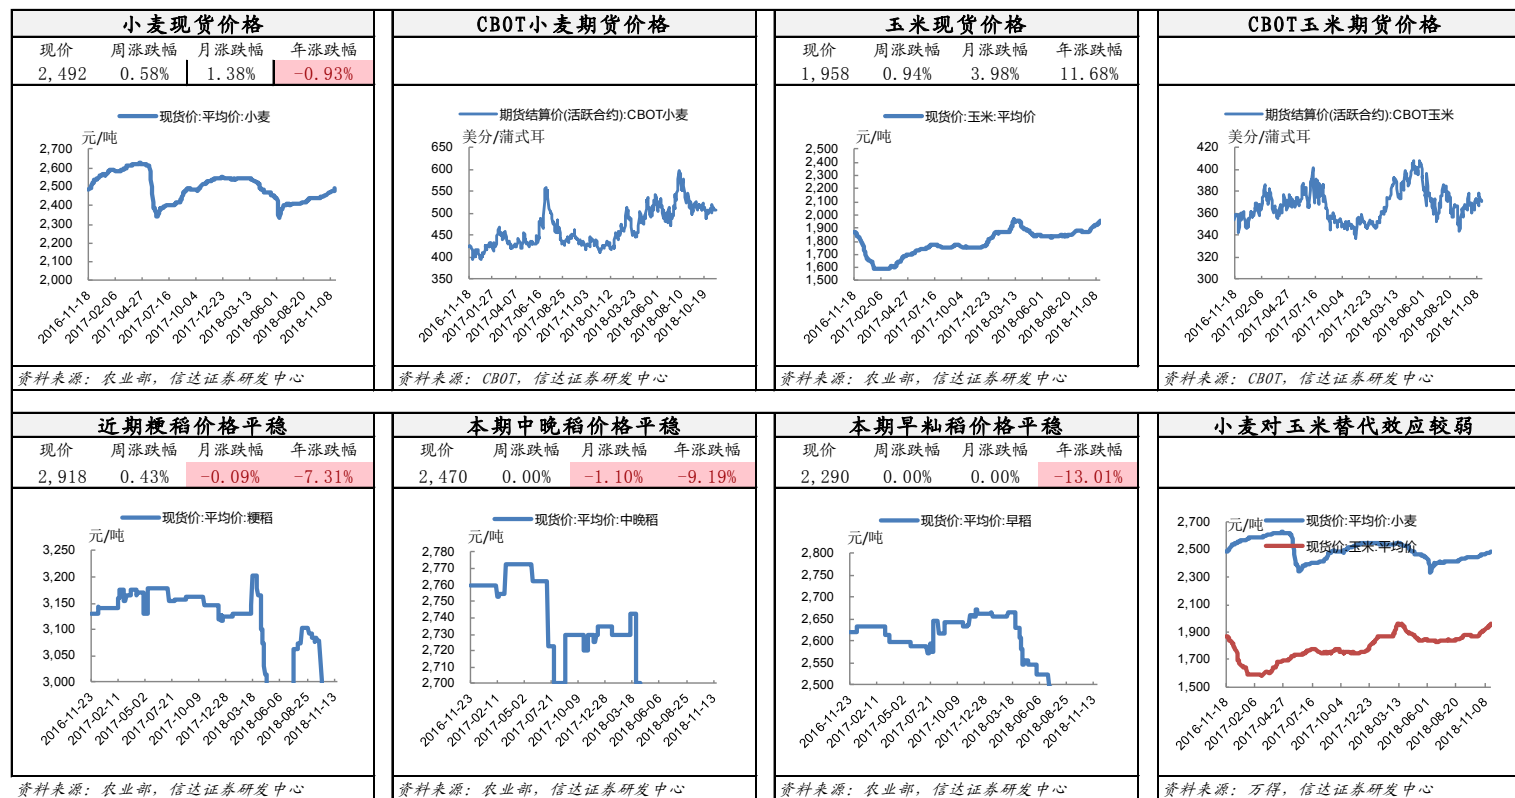 小麦现货价格
现价 周涨跌幅 月涨跌幅 年涨跌幅
2,492 0.58% 1.38% -0.93%
现货价:平均价:小麦
元/吨
2,700
2,600
2,500
2,400
2,300
2,200
2,100
2,000
2016-11-18 2017-02-06 2017-04-27 2017-07-16 2017-10-04 2017-12-23 2018-03-13 2018-06-01 2018-08-20 2018-11-08
资料来源: 农业部, 信达证券研发中心
CBOT小麦期货价格
期货结算价(活跃合约):CBOT小麦
美分/蒲式耳
650
600
550
500
450
400
350
2016-11-18 2017-01-27 2017-04-07 2017-06-16 2017-08-25 2017-11-03 2018-01-12 2018-03-23 2018-06-01 2018-08-10 2018-10-19
资料来源: CBOT, 信达证券研发中心
玉米现货价格
现价 周涨跌幅 月涨跌幅 年涨跌幅
1,958 0.94% 3.98% 11.68%
现货价:玉米:平均价
元/吨
2,500
2,400
2,300
2,200
2,100
2,000
1,900
1,800
1,700
1,600
1,500
2016-11-18 2017-02-06 2017-04-27 2017-07-16 2017-10-04 2017-12-23 2018-03-13 2018-06-01 2018-08-20 2018-11-08
资料来源: 农业部, 信达证券研发中心
CBOT玉米期货价格
期货结算价(活跃合约):CBOT玉米
美分/蒲式耳
420
400
380
360
340
320
300
2016-11-18 2017-02-06 2017-04-27 2017-07-16 2017-10-04 2017-12-23 2018-03-13 2018-06-01 2018-08-20 2018-11-08
资料来源: CBOT, 信达证券研发中心
近期粳稻价格平稳
现价 周涨跌幅 月涨跌幅 年涨跌幅
2,918 0.43% -0.09% -7.31%
现货价:平均价:粳稻
元/吨
3,250
3,200
3,150
3,100
3,050
3,000
2016-11-23 2017-02-11 2017-05-02 2017-07-21 2017-10-09 2017-12-28 2018-03-18 2018-06-06 2018-08-25 2018-11-13
资料来源: 农业部, 信达证券研发中心
本期中晚稻价格平稳
现价 周涨跌幅 月涨跌幅 年涨跌幅
2,470 0.00% -1.10% -9.19%
现货价:平均价:中晚稻
元/吨
2,780
2,770
2,760
2,750
2,740
2,730
2,720
2,710
2,700
2016-11-23 2017-02-11 2017-05-02 2017-07-21 2017-10-09 2017-12-28 2018-03-18 2018-06-06 2018-08-25 2018-11-13
资料来源: 农业部, 信达证券研发中心
本期早籼稻价格平稳
现价 周涨跌幅 月涨跌幅 年涨跌幅
2,290 0.00% 0.00% -13.01%
现货价:平均价:早稻
元/吨
2,800
2,750
2,700
2,650
2,600
2,550
2,500
2016-11-23 2017-02-11 2017-05-02 2017-07-21 2017-10-09 2017-12-28 2018-03-18 2018-06-06 2018-08-25 2018-11-13
资料来源: 农业部, 信达证券研发中心
小麦对玉米替代效应较弱
元/吨
现货价:平均价:小麦
现货价:玉米:平均价
2,700
2,500
2,300
2,100
1,900
1,700
1,500
2016-11-18 2017-02-06 2017-04-27 2017-07-16 2017-10-04 2017-12-23 2018-03-13 2018-06-01 2018-08-20 2018-11-08
资料来源: 万得, 信达证券研发中心